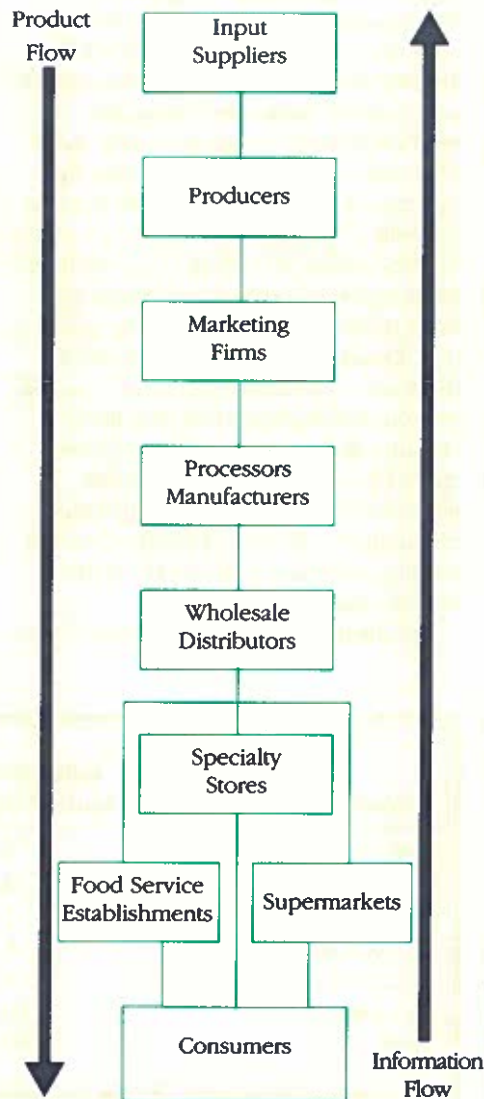 Product
Flow
Input
Suppliers
Producers
Marketing
Firms
Processors
Manufacturers
Wholesale
Distributors
Specialty
Stores
Food Service
Establishments
Supermarkets
Consumers
Information
Flow